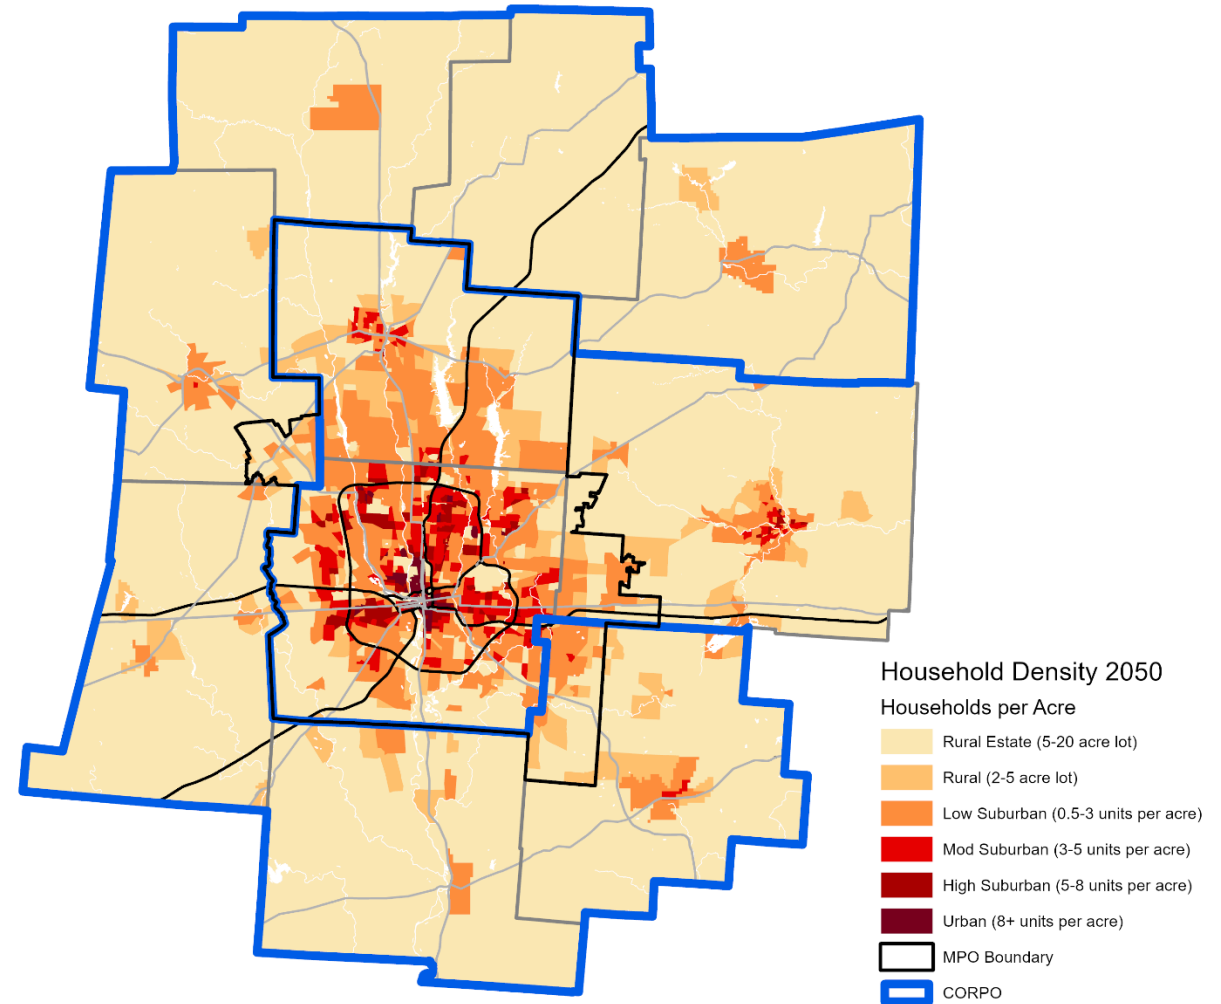 Household Density 2050
Households per Acre
Rural Estate (5-20 acre lot)
Rural (2-5 acre lot)
Low Suburban (0.5-3 units per acre)
Mod Suburban (3-5 units per acre)
High Suburban (5-8 units per acre)
Urban (8+ units per acre)
MPO Boundary
CORPO